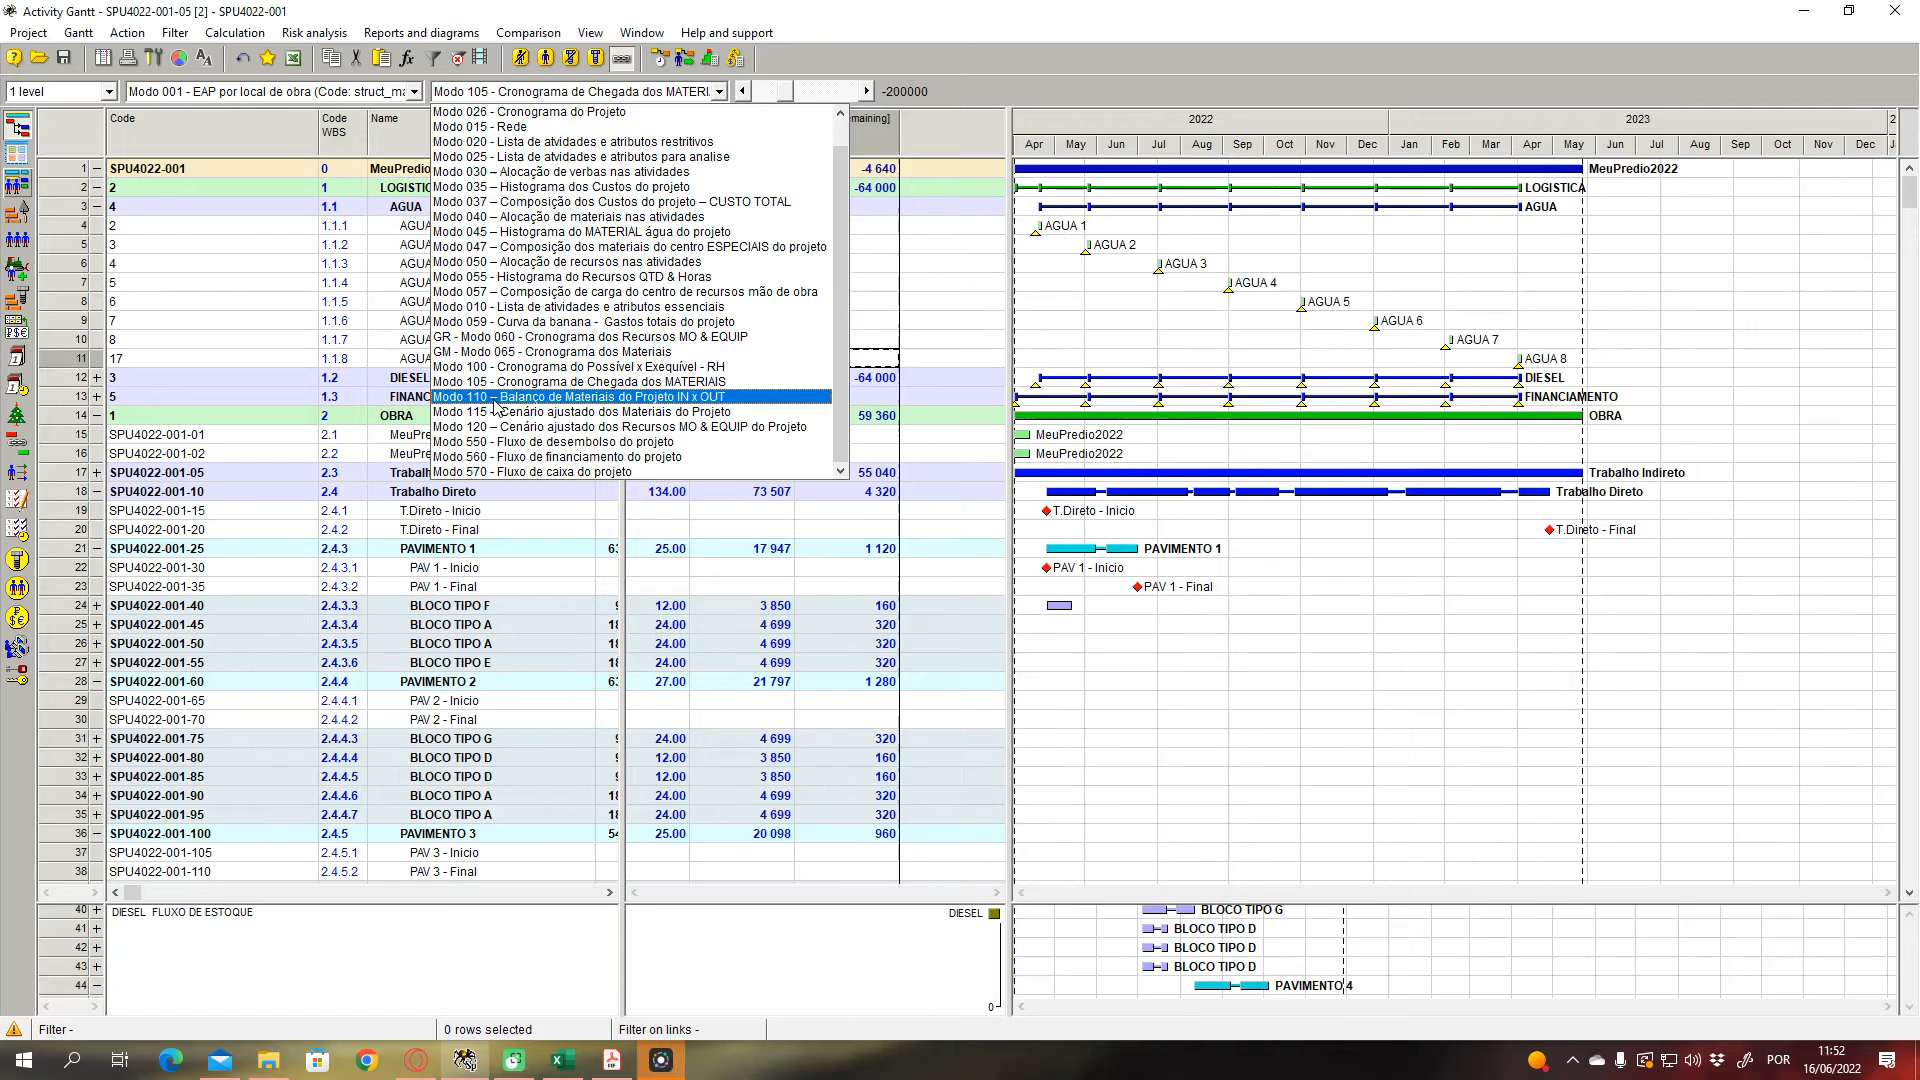 Activity Gantt - SPU4022-001-05 [2] - SPU4022-001
Project Gantt Action Filter Calculation Risk analysis Reports and diagrams Comparison View Window Help and support
1 level Modo 001 - EAP por local de obra (Code: struct_ma Modo 105 - Cronograma de Chegada dos MATERI. -200000
Modo 026 - Cronograma do Projeto
Modo 015 - Rede
Modo 020 - Lista de atvidades e atributos restritivos
Modo 025 - Lista de atvidades e atributos para analise
Modo 030 - Alocação de verbas nas atividades
Modo 035 - Histograma dos Custos do projeto
Modo 037 - Composição dos Custos do projeto – CUSTO TOTAL
Modo 040 - Alocação de materiais nas atividades
Modo 045 - Histograma do MATERIAL água do projeto
Modo 047 – Composição dos materiais do centro ESPECIAIS do projeto
Modo 050 – Alocação de recursos nas atividades
Modo 055 - Histograma do Recursos QTD & Horas
Modo 057 – Composição de carga do centro de recursos mão de obra
Modo 010 - Lista de atividades e atributos essenciais
Modo 059 - Curva da banana - Gastos totais do projeto
GR - Modo 060 - Cronograma dos Recursos MO & EQUIP
GM - Modo 065 - Cronograma dos Materiais
Modo 100 - Cronograma do Possível x Exequível - RH
Modo 105 - Cronograma de Chegada dos MATERIAIS
Modo 110 – Balanço de Materiais do Projeto IN x OUT
Modo 115 - Cenário ajustado dos Materiais do Projeto
Modo 120 – Cenário ajustado dos Recursos MO & EQUIP do Projeto
Modo 550 - Fluxo de desembolso do projeto
Modo 560 - Fluxo de financiamento do projeto
Modo 570 - Fluxo de caixa do projeto
Code Code WBS Name emaining]
2022 2023 2
Apr May Jun Jul Aug Sep Oct Nov Dec Jan Feb Mar Apr May Jun Jul Aug Sep Oct Nov Dec
1 SPU4022-001 0 MeuPredio -4 640 MeuPredio2022
2 2 1 LOGISTICA -64 000 LOGISTICA
3 4 1.1 AGUA AGUA
4 2 1.1.1 AGUA AGUA 1
5 3 1.1.2 AGUA AGUA 2
6 4 1.1.3 AGUA AGUA 3
7 5 1.1.4 AGUA AGUA 4
8 6 1.1.5 AGUA AGUA 5
9 7 1.1.6 AGUA AGUA 6
10 8 1.1.7 AGUA AGUA 7
11 17 1.1.8 AGUA AGUA 8
12 3 1.2 DIESEL -64 000 DIESEL
13 5 1.3 FINANC FINANCIAMENTO
14 1 2 OBRA 59 360 OBRA
15 SPU4022-001-01 2.1 MeuPre MeuPredio2022
16 SPU4022-001-02 2.2 MeuPre MeuPredio2022
17 SPU4022-001-05 2.3 Trabalh 55 040 Trabalho Indireto
18 SPU4022-001-10 2.4 Trabalho Direto 134.00 73 507 4 320 Trabalho Direto
19 SPU4022-001-15 2.4.1 T.Direto - Inicio T.Direto - Inicio
20 SPU4022-001-20 2.4.2 T.Direto - Final T.Direto - Final
21 SPU4022-001-25 2.4.3 PAVIMENTO 1 63 25.00 17 947 1 120 PAVIMENTO 1
22 SPU4022-001-30 2.4.3.1 PAV 1 - Inicio PAV 1 - Inicio
23 SPU4022-001-35 2.4.3.2 PAV 1 - Final PAV 1 - Final
24 SPU4022-001-40 2.4.3.3 BLOCO TIPO F 12.00 3 850 160
25 SPU4022-001-45 2.4.3.4 BLOCO TIPO A 18 24.00 4 699 320
26 SPU4022-001-50 2.4.3.5 BLOCO TIPO A 18 24.00 4 699 320
27 SPU4022-001-55 2.4.3.6 BLOCO TIPO E 18 24.00 4 699 320
28 SPU4022-001-60 2.4.4 PAVIMENTO 2 63 27.00 21 797 1 280
29 SPU4022-001-65 2.4.4.1 PAV 2 - Inicio
30 SPU4022-001-70 2.4.4.2 PAV 2 - Final
31 SPU4022-001-75 2.4.4.3 BLOCO TIPO G 24.00 4 699 320
32 SPU4022-001-80 2.4.4.4 BLOCO TIPO D 12.00 3 850 160
33 SPU4022-001-85 2.4.4.5 BLOCO TIPO D 12.00 3 850 160
34 SPU4022-001-90 2.4.4.6 BLOCO TIPO A 18 24.00 4 699 320
35 SPU4022-001-95 2.4.4.7 BLOCO TIPO A 18 24.00 4 699 320
36 SPU4022-001-100 2.4.5 PAVIMENTO 3 54 25.00 20 098 960
37 SPU4022-001-105 2.4.5.1 PAV 3 - Inicio
38 SPU4022-001-110 2.4.5.2 PAV 3 - Final
40 DIESEL FLUXO DE ESTOQUE DIESEL BLOCO TIPO G
41 BLOCO TIPO D
42 BLOCO TIPO D
43 BLOCO TIPO D
44 0 PAVIMENTO 4
Filter - 0 rows selected Filter on links -
POR 11:52
16/06/2022